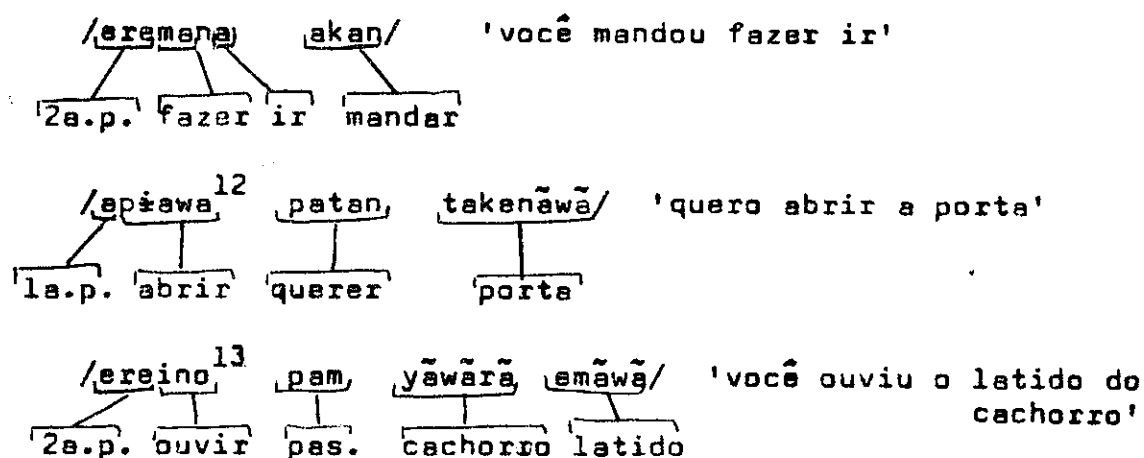 /eremana akan/ 'você mandou fazer ir'
2a.p. fazer ir mandar
/apɨawa12 patan takenãwã/ 'quero abrir a porta'
1a.p. abrir querer porta
/ereino13 pam yãwãrã emãwã/ 'você ouviu o latido do
cachorro'
2a.p. ouvir pas. cachorro latido